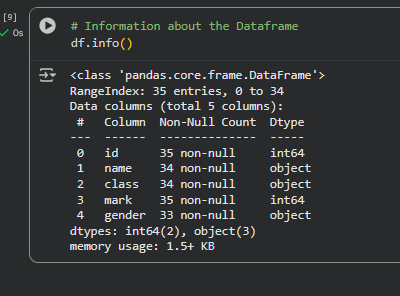 [9]
0s
# Information about the Dataframe
df.info()
<class 'pandas.core.frame.DataFrame'>
RangeIndex: 35 entries, 0 to 34
Data columns (total 5 columns):
 #   Column  Non-Null Count  Dtype
---  ------  --------------  -----
 0   id      35 non-null     int64
 1   name    34 non-null     object
 2   class   34 non-null     object
 3   mark    35 non-null     int64
 4   gender  33 non-null     object
dtypes: int64(2), object(3)
memory usage: 1.5+ KB